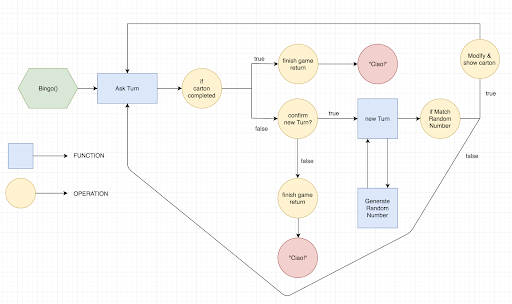 Modify &
show carton
true
finish game
return
"Ciao!"
true
if
carton
completed
Bingo()
Ask Turn
confirm
new Turn?
true
new Turn
if Match
Random
Number
false
false
false
FUNCTION
OPERATION
finish game
return
Generate
Random
Number
"Ciao!"